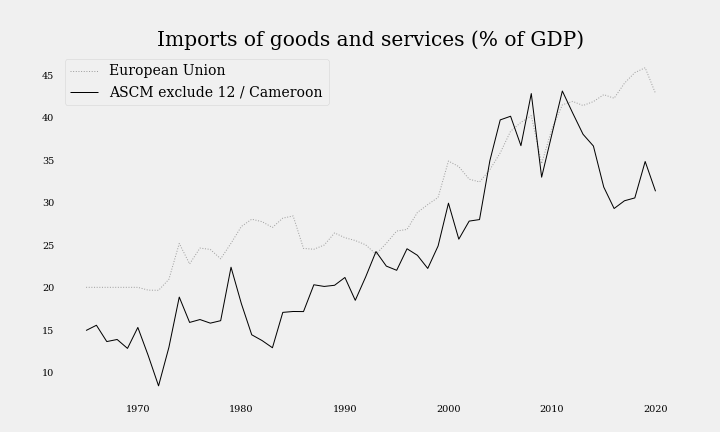 Imports of goods and services (% of GDP)
European Union
ASCM exclude 12 / Cameroon
45
40
35
30
25
20
15
10
1970 1980 1990 2000 2010 2020